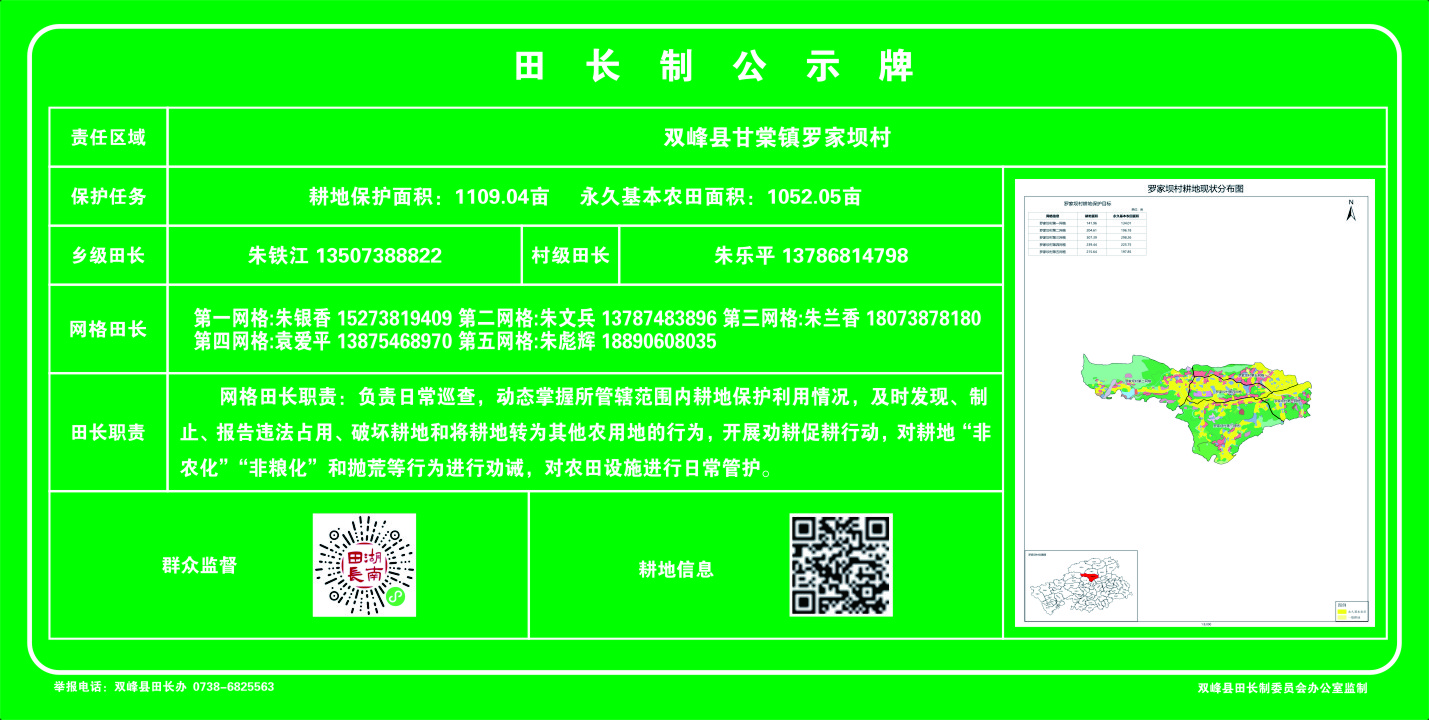 田长制公示牌
责任区域
双峰县甘棠镇罗家坝村
保护任务
耕地保护面积：1109.04亩 永久基本农田面积：1052.05亩
乡级田长
朱铁江 13507388822
村级田长
朱乐平 13786814798
网格田长
第一网格:朱银香 15273819409 第二网格:朱文兵 13787483896 第三网格:朱兰香 18073878180
第四网格:袁爱平 13875468970 第五网格:朱彪辉 18890608035
田长职责
网格田长职责：负责日常巡查，动态掌握所管辖范围内耕地保护利用情况，及时发现、制
止、报告违法占用、破坏耕地和将耕地转为其他农用地的行为，开展劝耕促耕行动，对耕地“非
农化”“非粮化”和抛荒等行为进行劝诫，对农田设施进行日常管护。
群众监督
湖南田長
耕地信息
罗家坝村耕地现状分布图
罗家坝村耕地保护目标
N
举报电话：双峰县田长办 0738-6825563
双峰县田长制委员会办公室监制